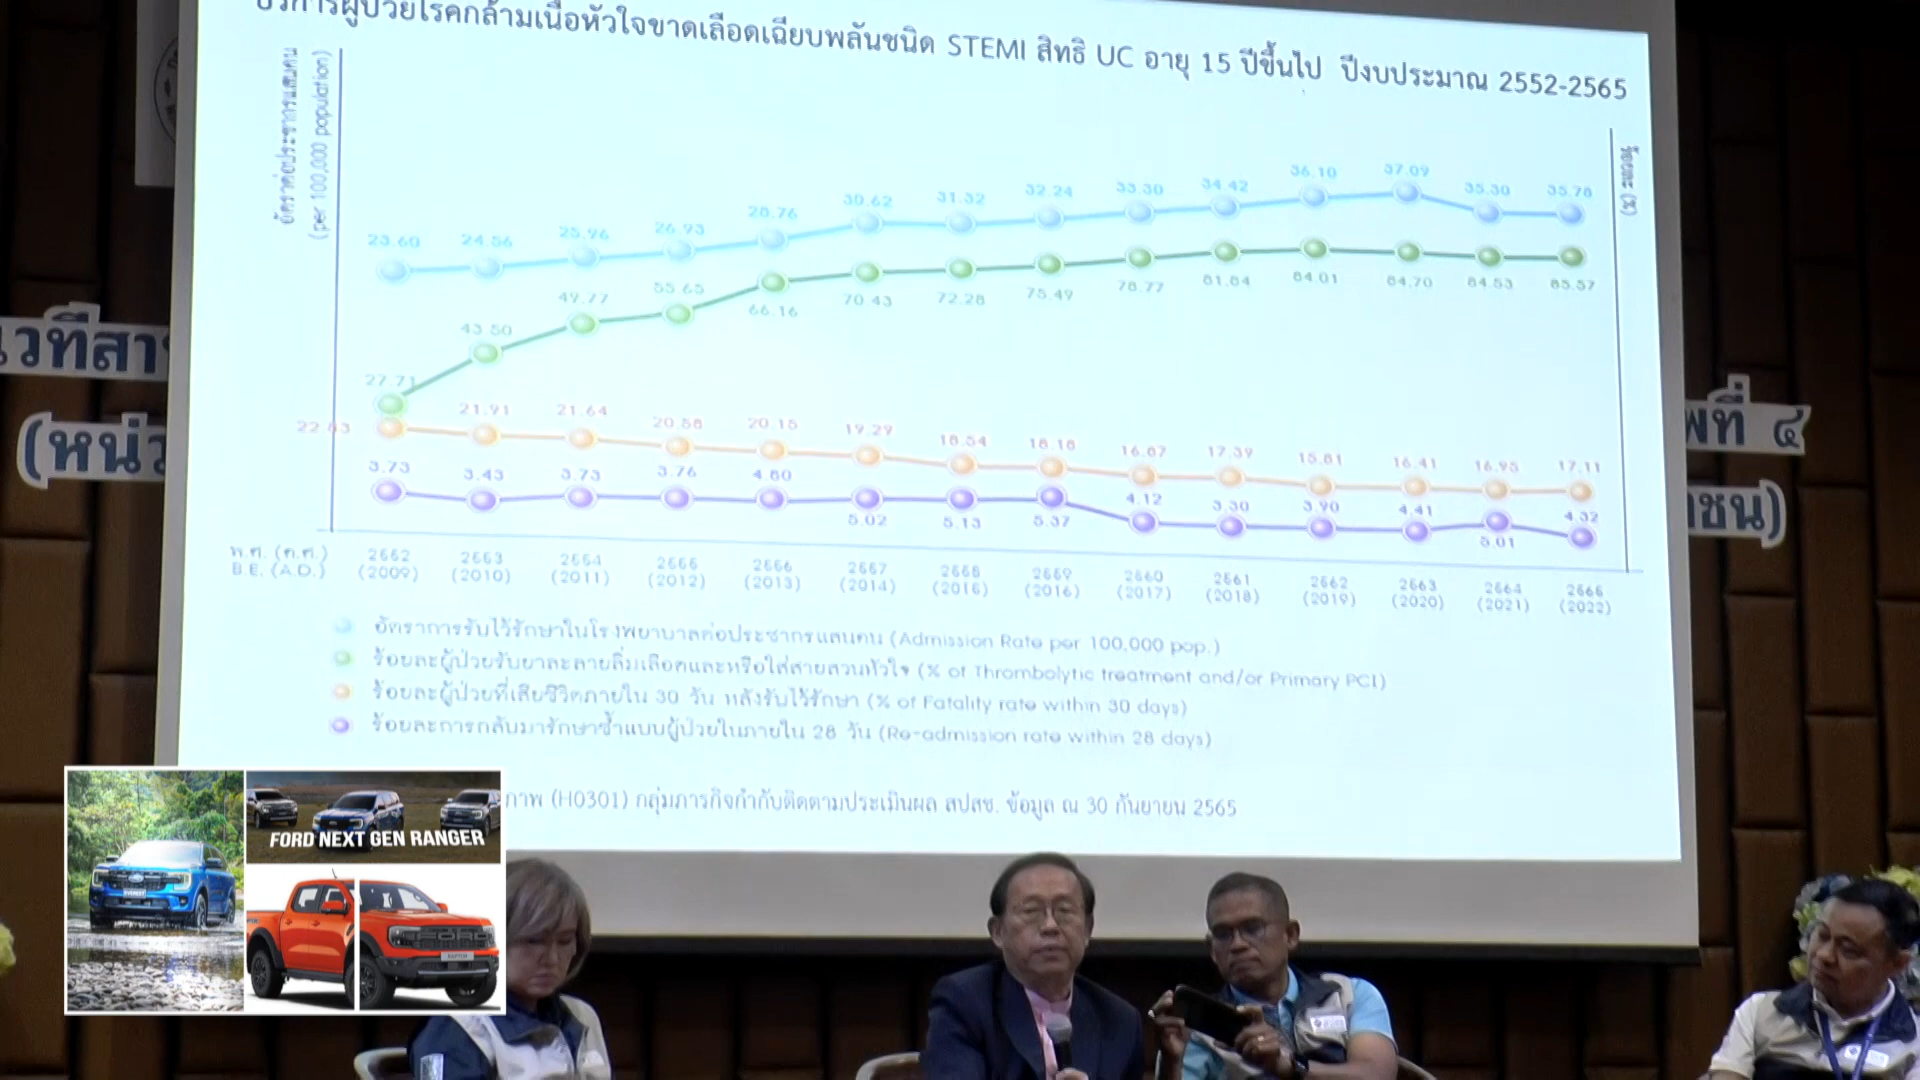 บริการผู้ป่วยโรคกล้ามเนื้อหัวใจขาดเลือดเฉียบพลันชนิด STEMI สิทธิ UC อายุ 15 ปีขึ้นไป ปีงบประมาณ 2552-2565
อัตราต่อประชากรแสนคน
(per 100,000 population)
ร้อยละ (%)
23.60 24.56 25.96 26.93 28.76 30.62 31.32 32.24 33.30 34.42 36.10 37.09 35.30 35.78
27.71 43.50 49.77 55.65 66.16 70.43 72.28 75.49 78.77 81.64 84.01 84.70 84.53 85.57
21.91 21.64 20.58 20.15 19.29 18.54 18.18 16.87 17.39 15.81 16.41 16.95 17.11
3.73 3.43 3.73 3.76 4.80 5.02 5.13 5.37 4.12 3.30 3.90 4.41 5.01 4.32
พ.ศ. (ค.ศ.)
B.E. (A.D.)
(2009) (2010) (2011) (2012) (2013) (2014) (2016) (2017) (2018) (2019) (2020) (2021) (2022)
อัตราการรับไว้รักษาในโรงพยาบาลต่อประชากรแสนคน (Admission Rate per 100,000 pop.)
ร้อยละผู้ป่วยรับยาละลายลิ่มเลือดและหรือใส่สายสวนหัวใจ (% of Thrombolytic treatment and/or Primary PCI)
ร้อยละผู้ป่วยที่เสียชีวิตภายใน 30 วัน หลังรับไว้รักษา (% of Fatality rate within 30 days)
ร้อยละการกลับมารักษาซ้ำแบบผู้ป่วยในภายใน 28 วัน (Re-admission rate within 28 days)
ภาพ (H0301) กลุ่มภารกิจกำกับติดตามประเมินผล สปสช. ข้อมูล ณ 30 กันยายน 2565
เวทีสา
(หน่ว
พที่ ๔
าชน)
FORD NEXT GEN RANGER